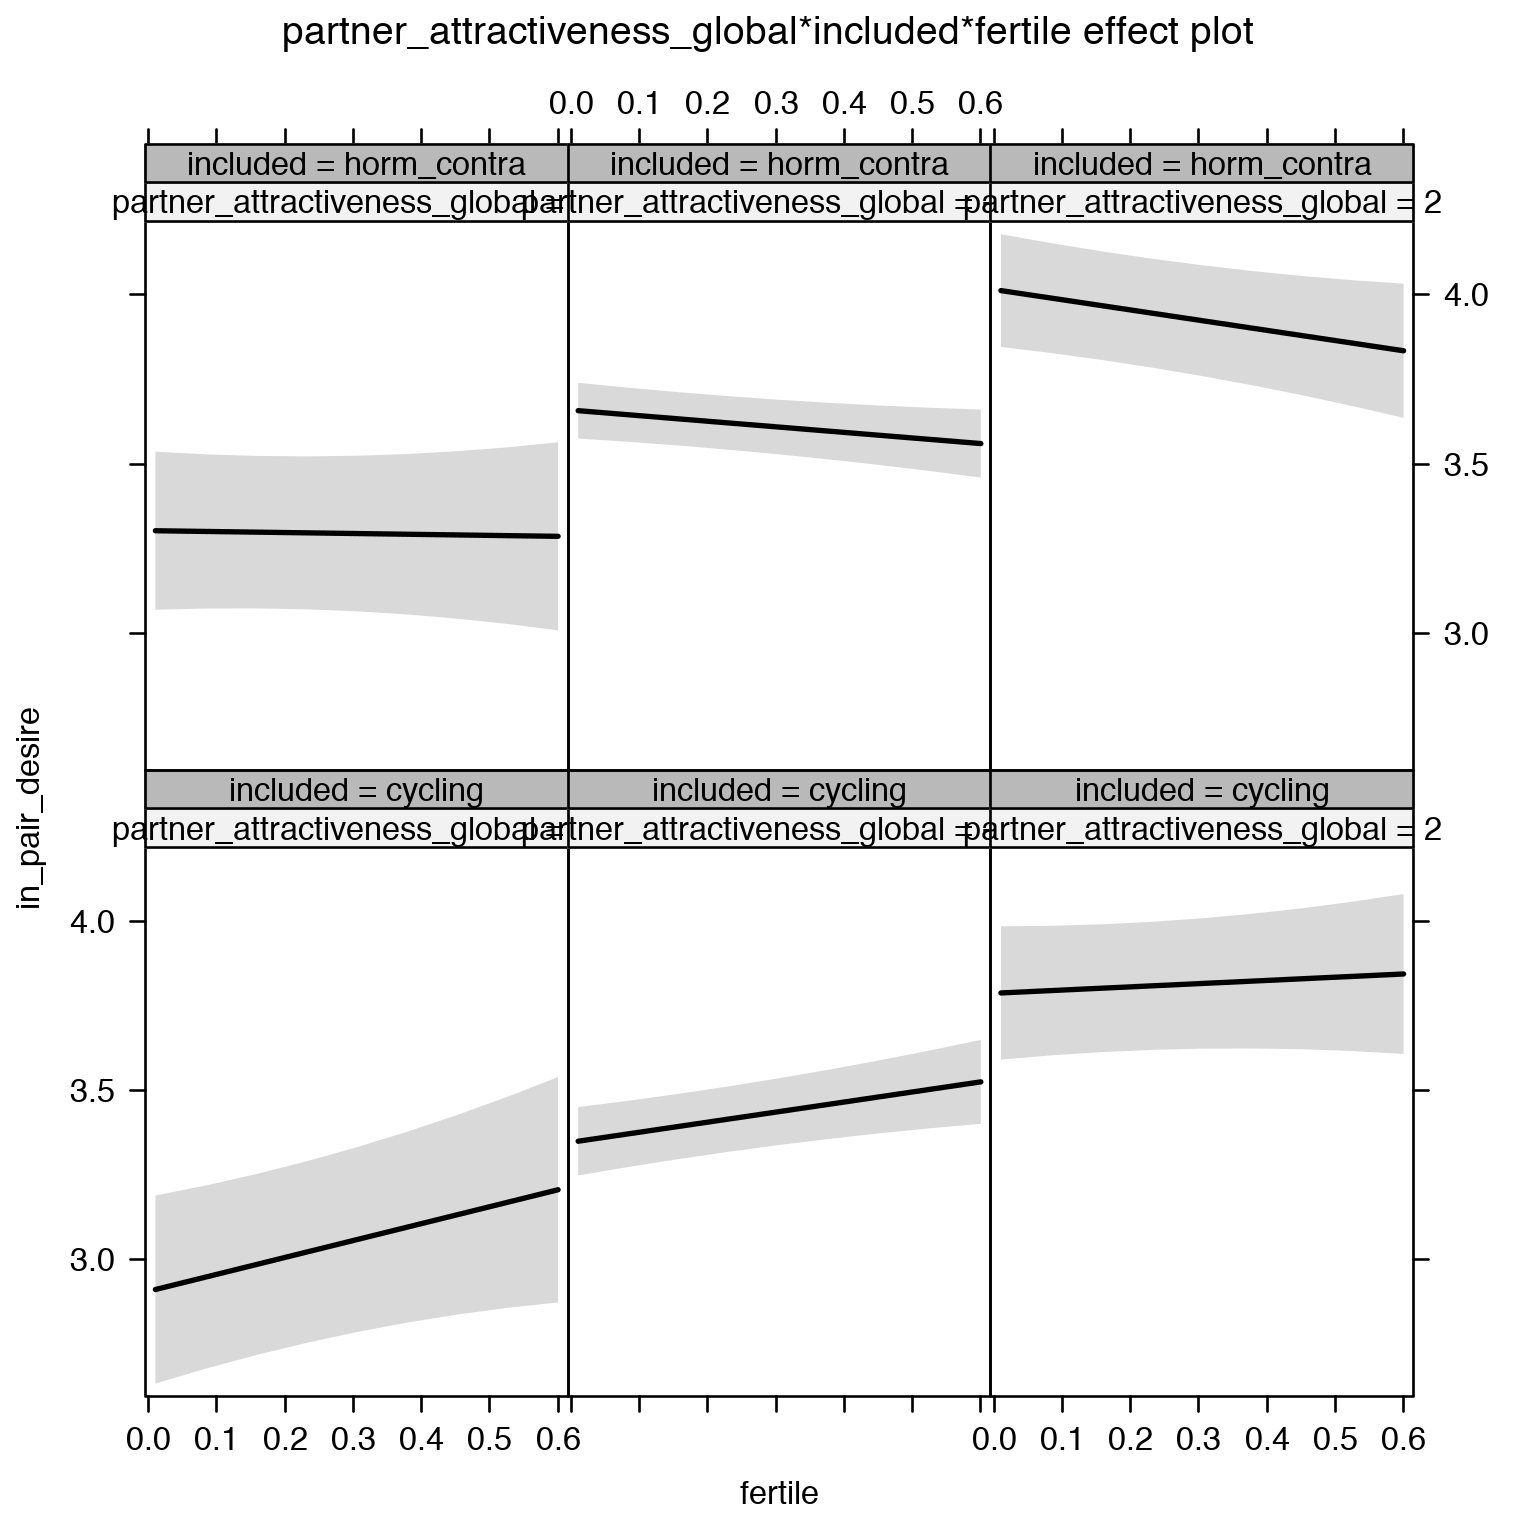 partner_attractiveness_global*included*fertile effect plot
0.0 0.1 0.2 0.3 0.4 0.5 0.6
included = horm_contra included = horm_contra included = horm_contra
partner_attractiveness_global = partner_attractiveness_global = partner_attractiveness_global = 2
4.0
3.5
3.0
in_pair_desire
included = cycling included = cycling included = cycling
partner_attractiveness_global = partner_attractiveness_global = partner_attractiveness_global = 2
4.0
3.5
3.0
0.0 0.1 0.2 0.3 0.4 0.5 0.6 0.0 0.1 0.2 0.3 0.4 0.5 0.6
fertile